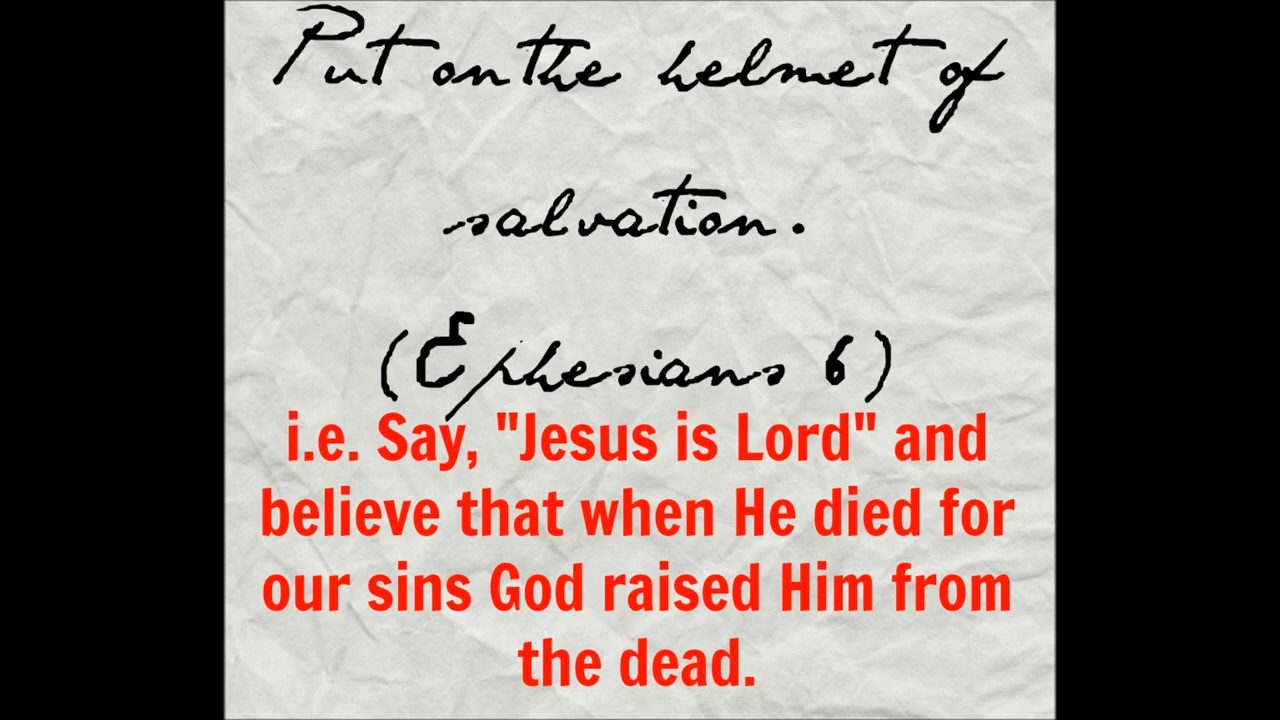 Put on the helmet of
salvation.
(Ephesians 6)
i.e. Say, "Jesus is Lord" and
believe that when He died for
our sins God raised Him from
the dead.